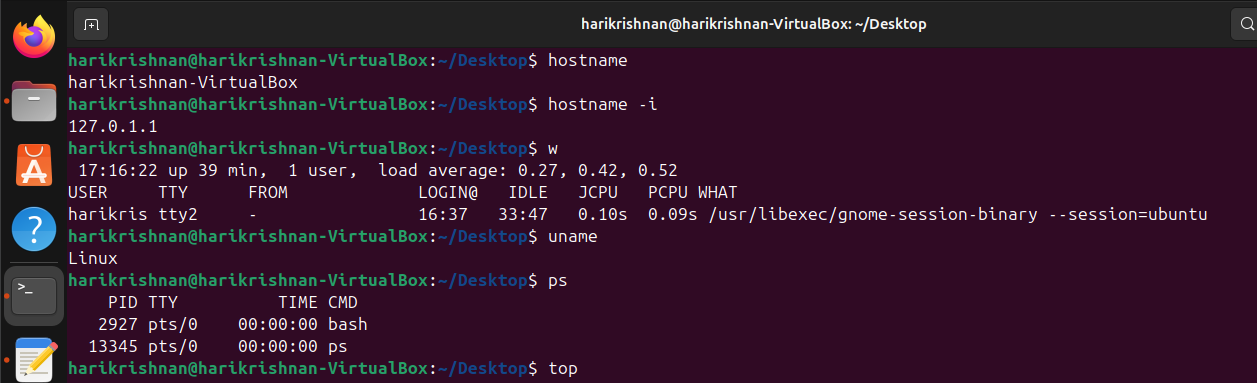 harikrishnan@harikrishnan-VirtualBox: ~/Desktop
harikrishnan@harikrishnan-VirtualBox:~/Desktop$ hostname
harikrishnan-VirtualBox
harikrishnan@harikrishnan-VirtualBox:~/Desktop$ hostname -i
127.0.1.1
harikrishnan@harikrishnan-VirtualBox:~/Desktop$ w
 17:16:22 up 39 min,  1 user,  load average: 0.27, 0.42, 0.52
USER     TTY      FROM             LOGIN@   IDLE   JCPU   PCPU WHAT
harikris tty2     -                16:37   33:47   0.10s  0.09s /usr/libexec/gnome-session-binary --session=ubuntu
harikrishnan@harikrishnan-VirtualBox:~/Desktop$ uname
Linux
harikrishnan@harikrishnan-VirtualBox:~/Desktop$ ps
    PID TTY          TIME CMD
   2927 pts/0    00:00:00 bash
  13345 pts/0    00:00:00 ps
harikrishnan@harikrishnan-VirtualBox:~/Desktop$ top